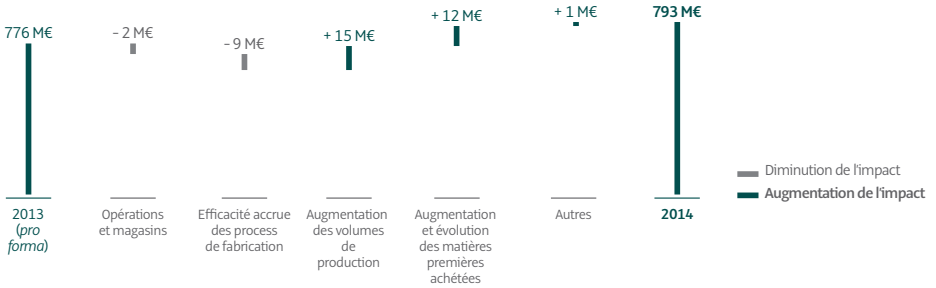 776 M€
– 2 M€
– 9 M€
+ 15 M€
+ 12 M€
+ 1 M€
793 M€
Diminution de l'impact
Augmentation de l'impact
2013
(pro
forma)
Opérations
et magasins
Efficacité accrue
des process
de fabrication
Augmentation
des volumes
de
production
Augmentation
et évolution
des matières
premières
achétées
Autres
2014